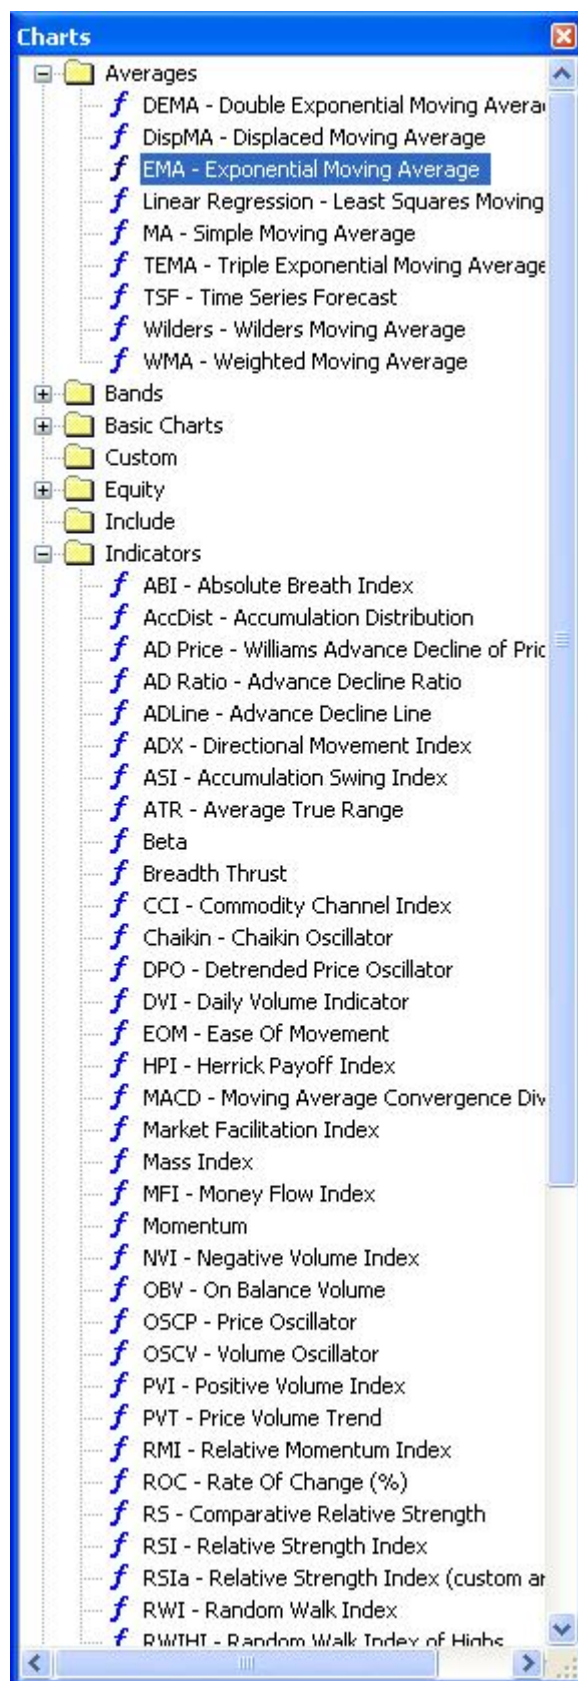 Charts
Averages
DEMA - Double Exponential Moving Avera
DispMA - Displaced Moving Average
EMA - Exponential Moving Average
Linear Regression - Least Squares Moving
MA - Simple Moving Average
TEMA - Triple Exponential Moving Average
TSF - Time Series Forecast
Wilders - Wilders Moving Average
WMA - Weighted Moving Average
Bands
Basic Charts
Custom
Equity
Include
Indicators
ABI - Absolute Breath Index
AccDist - Accumulation Distribution
AD Price - Williams Advance Decline of Pric
AD Ratio - Advance Decline Ratio
ADLine - Advance Decline Line
ADX - Directional Movement Index
ASI - Accumulation Swing Index
ATR - Average True Range
Beta
Breadth Thrust
CCI - Commodity Channel Index
Chaikin - Chaikin Oscillator
DPO - Detrended Price Oscillator
DVI - Daily Volume Indicator
EOM - Ease Of Movement
HPI - Herrick Payoff Index
MACD - Moving Average Convergence Div
Market Facilitation Index
Mass Index
MFI - Money Flow Index
Momentum
NVI - Negative Volume Index
OBV - On Balance Volume
OSCP - Price Oscillator
OSCV - Volume Oscillator
PVI - Positive Volume Index
PVT - Price Volume Trend
RMI - Relative Momentum Index
ROC - Rate Of Change (%)
RS - Comparative Relative Strength
RSI - Relative Strength Index
RSIa - Relative Strength Index (custom ar
RWI - Random Walk Index
RWIHI - Random Walk Index of Highs